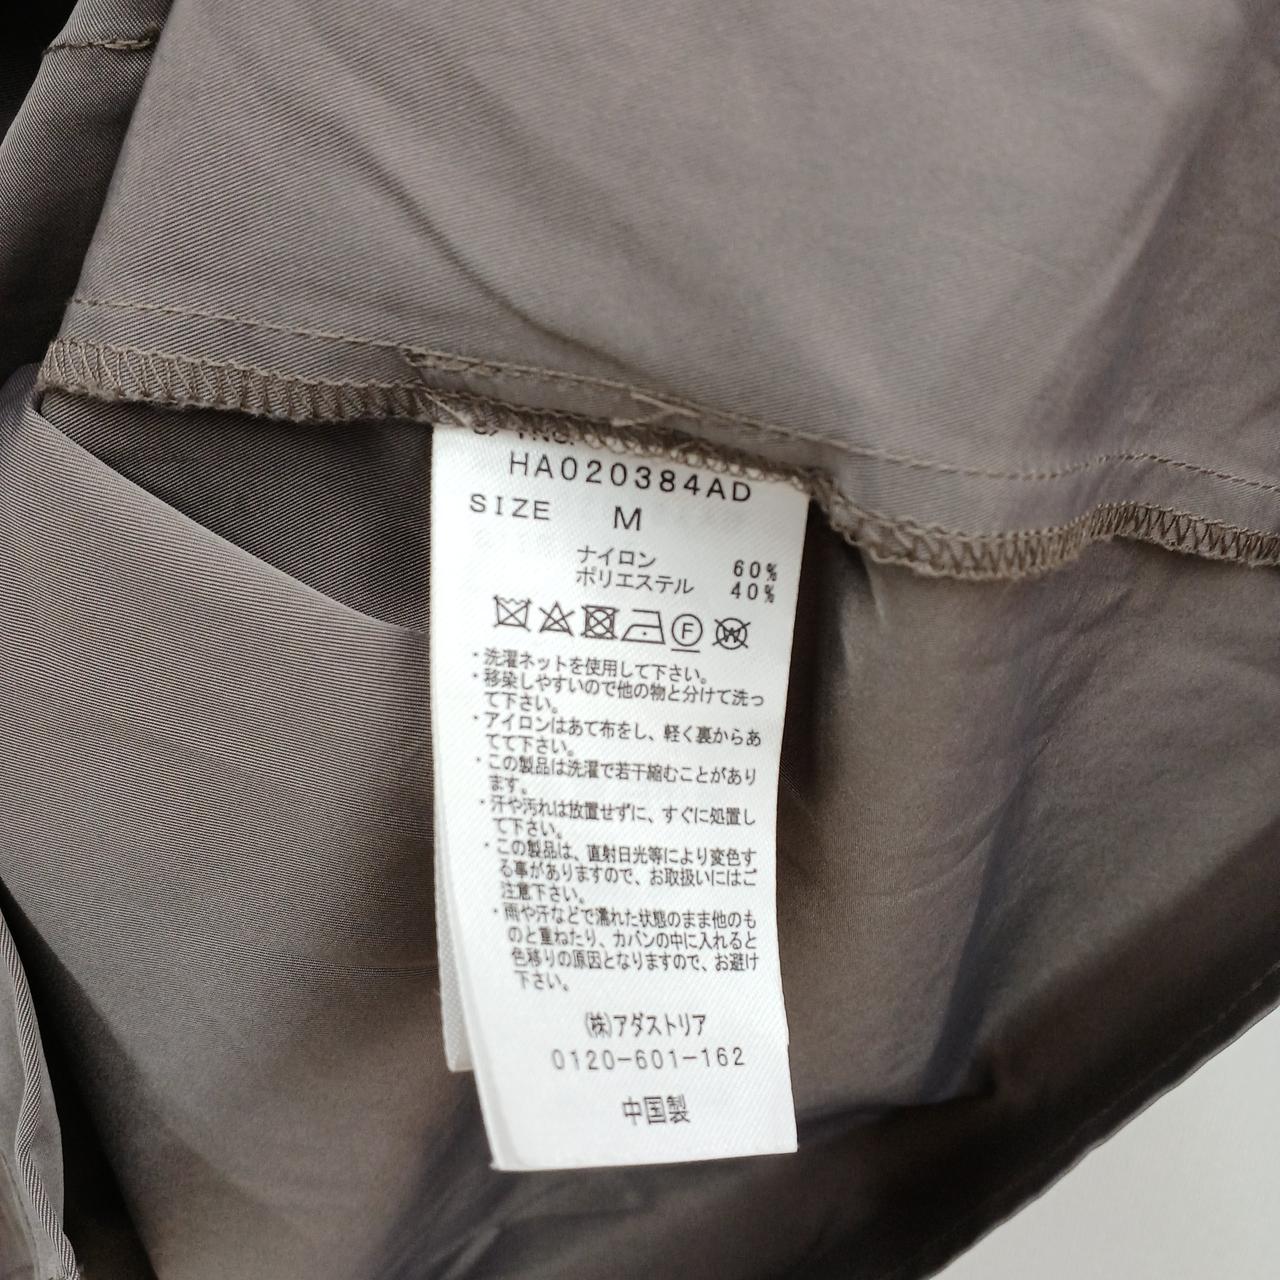 HA020384AD
SIZE M
ナイロン 60%
ポリエステル 40%
F W
・洗濯ネットを使用して下さい。
・移染しやすいので他の物と分けて洗っ
て下さい。
・アイロンはあて布をし、軽く裏からあ
てて下さい。
・この製品は洗濯で若干縮むことがあり
ます。
・汗や汚れは放置せずに、すぐに処置し
て下さい。
・この製品は、直射日光等により変色す
る事がありますので、お取扱いにはご
注意下さい。
・雨や汗などで濡れた状態のまま他のも
のと重ねたり、カバンの中に入れると
色移りの原因となりますので、お避け
下さい。
(株)アダストリア
0120-601-162
中国製